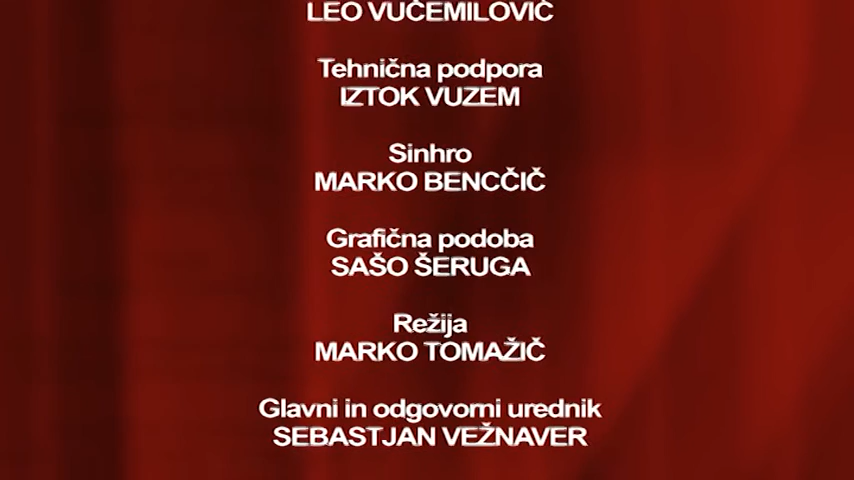 LEO VUČEMILOVIČ
Tehnična podpora
IZTOK VUZEM
Sinhro
MARKO BENCČIČ
Grafična podoba
SAŠO ŠERUGA
Režija
MARKO TOMAŽIČ
Glavni in odgovorni urednik
SEBASTJAN VEŽNAVER